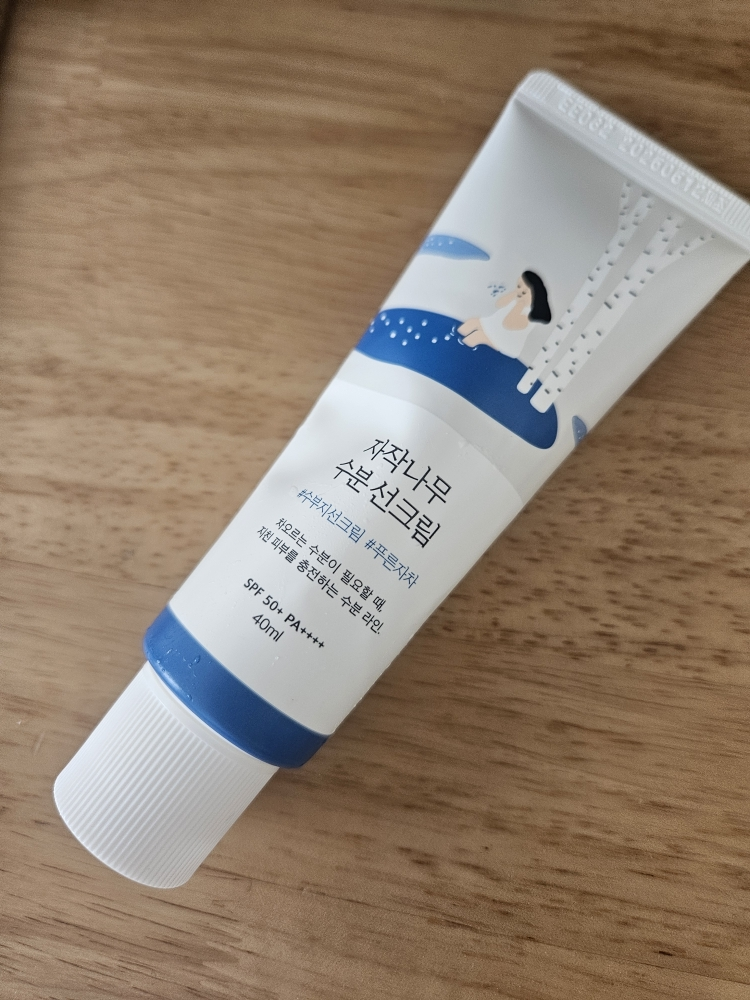 자작나무
수분 선크림
#수부지선크림 #푸른자차
차오르는 수분이 필요할 때,
지친 피부를 충전하는 수분 라인.
SPF 50+ PA++++
40ml